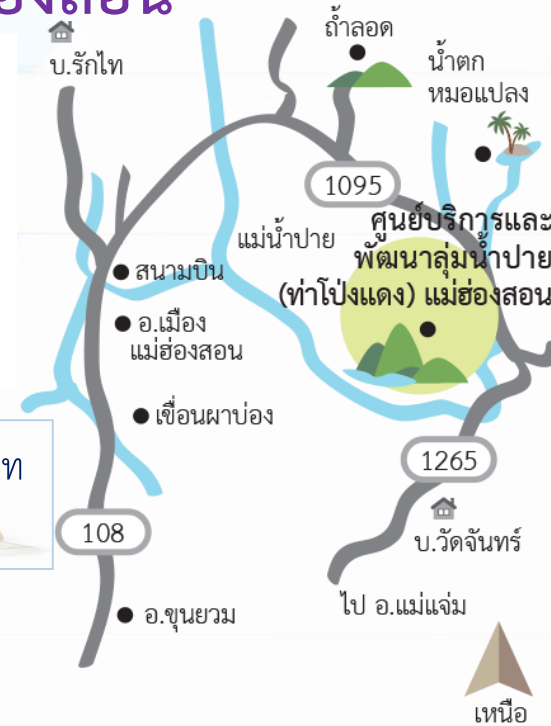 ถ้ำลอด
บ.รักไท
น้ำตก
หมอแปลง
1095
ศูนย์บริการและ
พัฒนาลุ่มน้ำปาย
(ท่าโป่งแดง) แม่ฮ่องสอน
แม่น้ำปาย
สนามบิน
อ.เมือง
แม่ฮ่องสอน
เขื่อนผาบ่อง
1265
108
บ.วัดจันทร์
อ.ขุนยวม
ไป อ.แม่แจ่ม
เหนือ